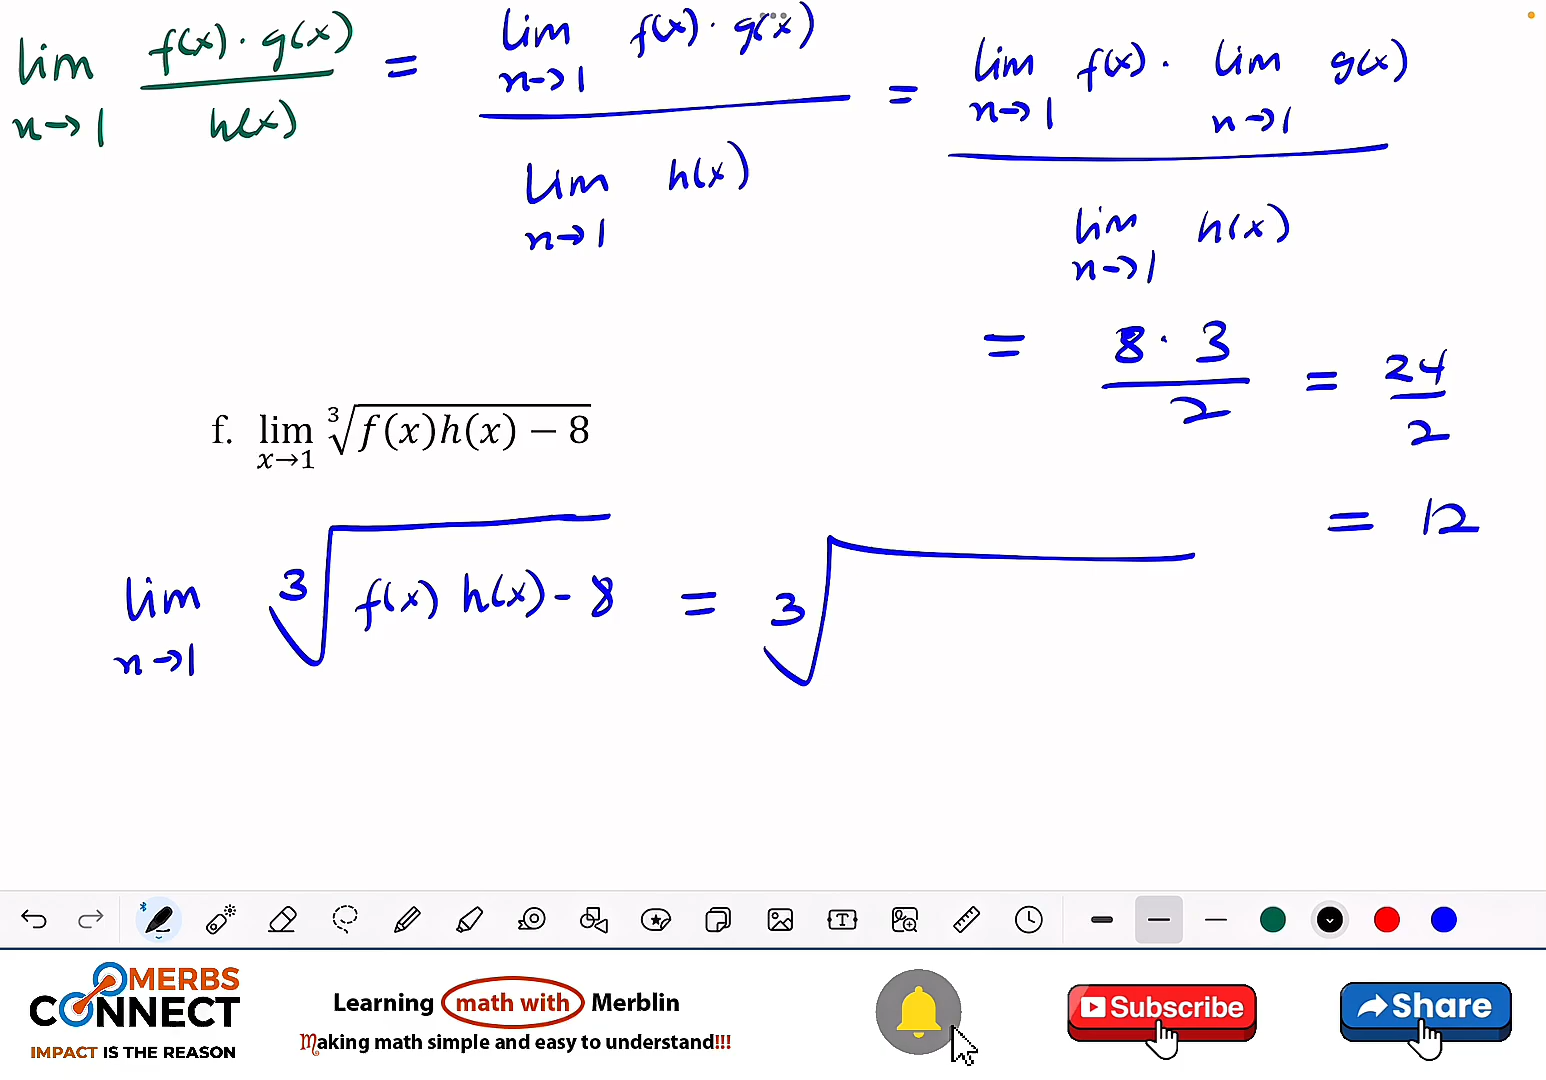 lim n→1 f(x) · g(x) / h(x) = lim n→1 f(x) · g(x) / lim n→1 h(x) = lim n→1 f(x) · lim n→1 g(x) / lim n→1 h(x)
= 8 · 3 / 2 = 24 / 2
f. lim x→1 ∛(f(x)h(x) − 8)
= 12
lim n→1 ∛(f(x) h(x) - 8) = ∛
MERBS
CONNECT
IMPACT IS THE REASON
Learning math with Merblin
Making math simple and easy to understand!!!
Subscribe
Share